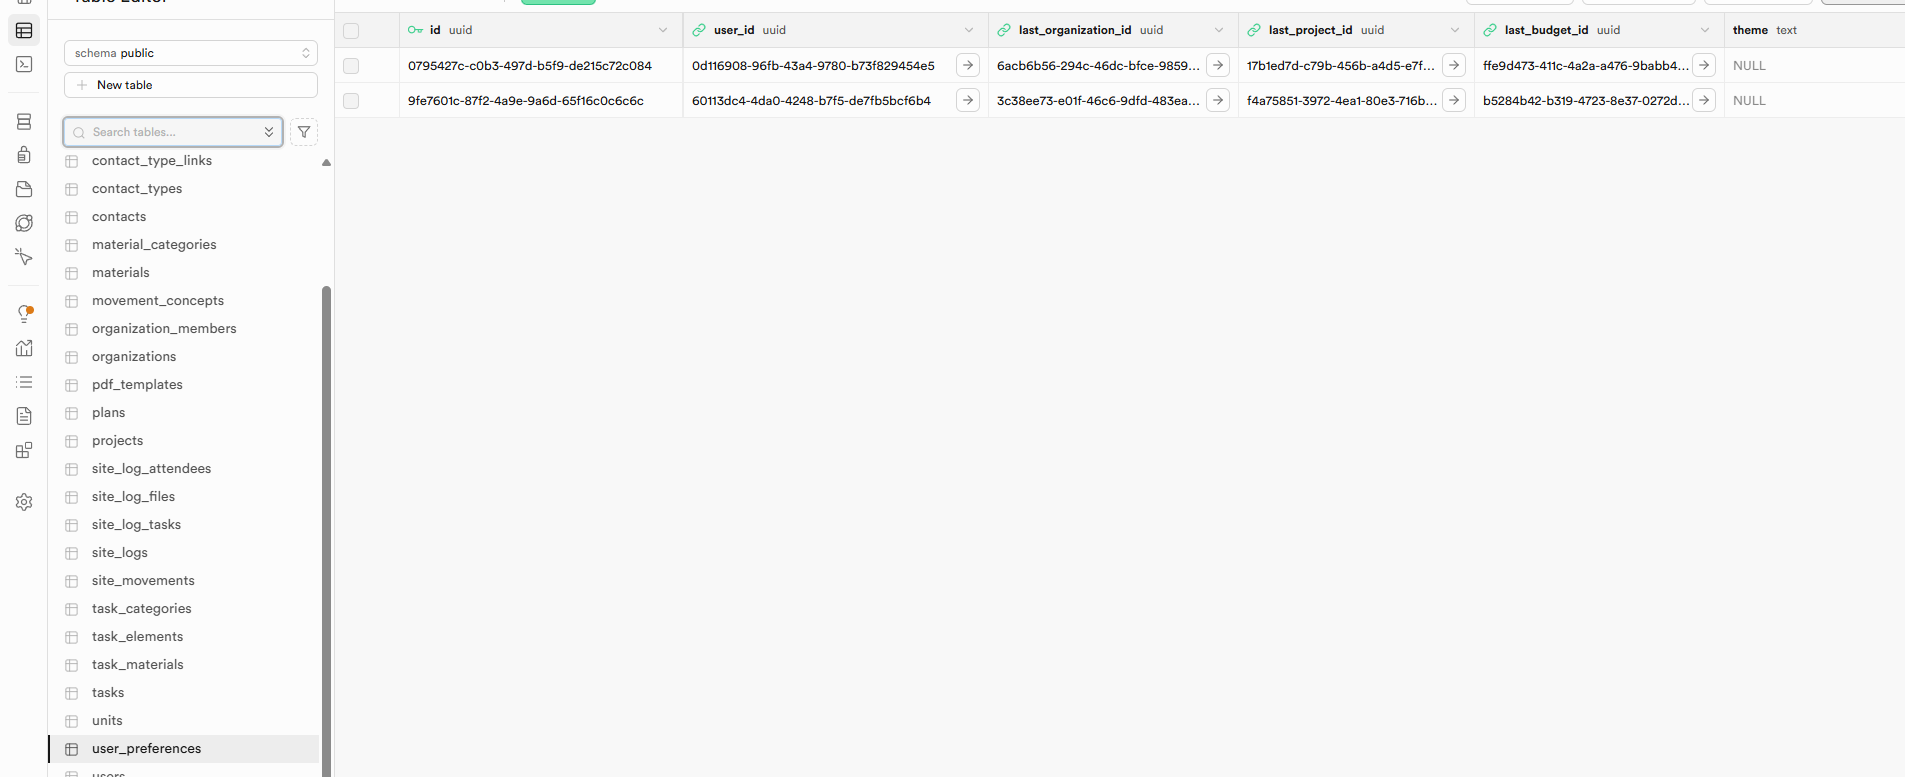 Table Editor
schema public
New table
Search tables...
contact_type_links
contact_types
contacts
material_categories
materials
movement_concepts
organization_members
organizations
pdf_templates
plans
projects
site_log_attendees
site_log_files
site_log_tasks
site_logs
site_movements
task_categories
task_elements
task_materials
tasks
units
user_preferences
users
id uuid user_id uuid last_organization_id uuid last_project_id uuid last_budget_id uuid theme text
0795427c-c0b3-497d-b5f9-de215c72c084 0d116908-96fb-43a4-9780-b73f829454e5 6acb6b56-294c-46dc-bfce-9859... 17b1ed7d-c79b-456b-a4d5-e7f... ffe9d473-411c-4a2a-a476-9babb4... NULL
9fe7601c-87f2-4a9e-9a6d-65f16c0c6c6c 60113dc4-4da0-4248-b7f5-de7fb5bcf6b4 3c38ee73-e01f-46c6-9dfd-483ea... f4a75851-3972-4ea1-80e3-716b... b5284b42-b319-4723-8e37-0272d... NULL